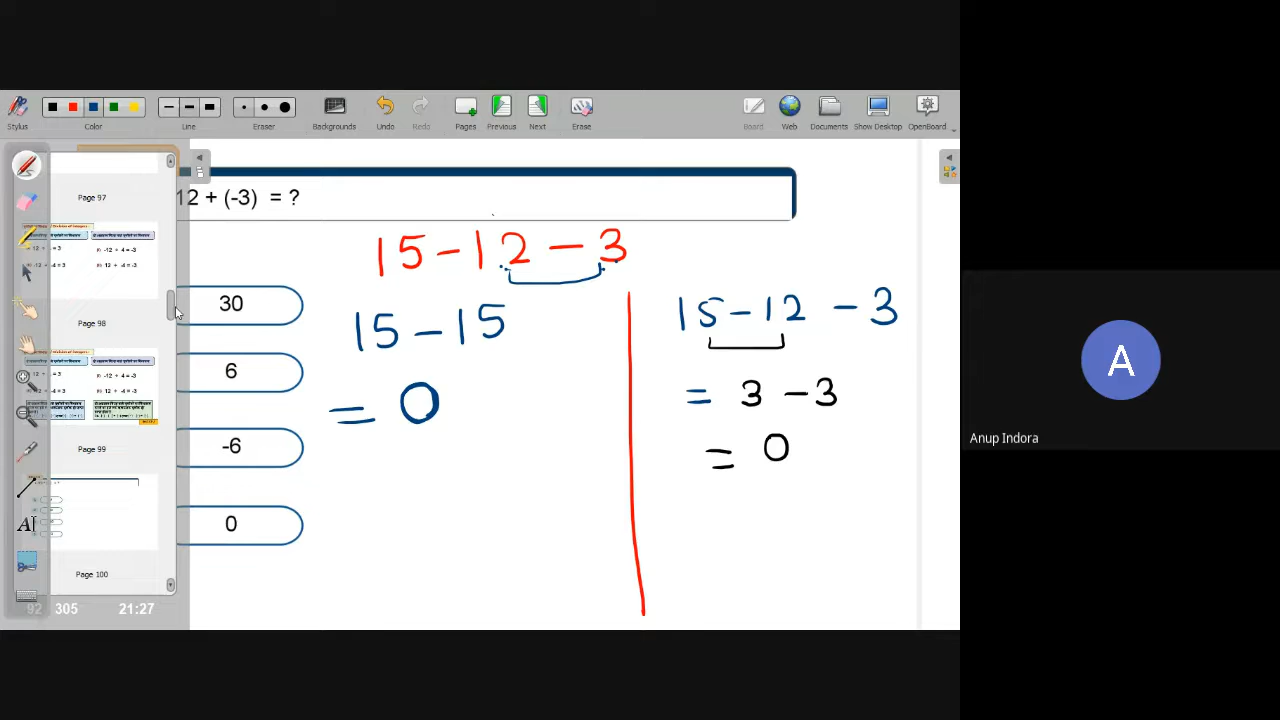 Stylus
Color
Line
Eraser
Backgrounds
Undo
Redo
Pages
Previous
Next
Erase
Board
Web
Documents
Show Desktop
OpenBoard
Page 97
Page 98
Page 99
Page 100
92 305 21:27
12 + (-3) = ?
15-12-3
30
6
-6
0
15-15
= 0
15-12 -3
= 3 -3
= 0
A
Anup Indora